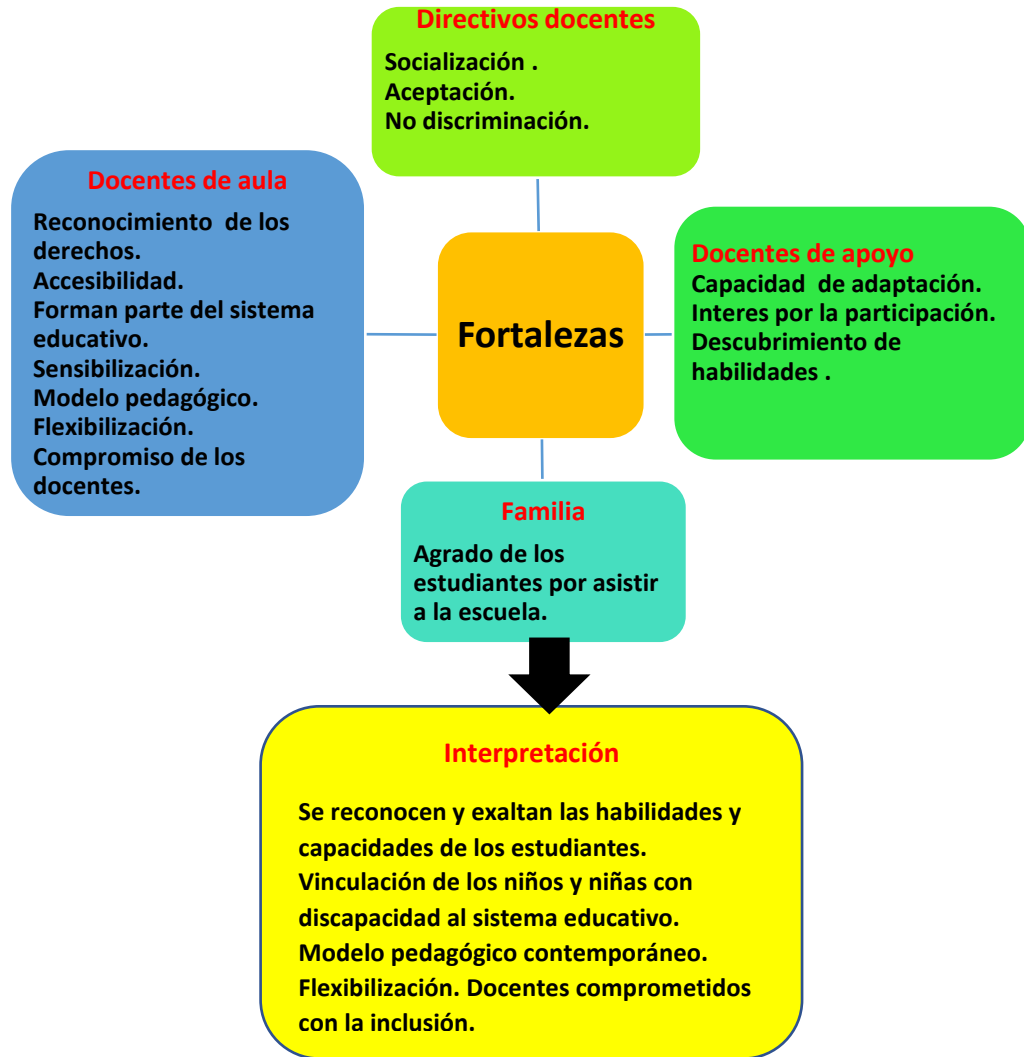 Directivos docentes
Socialización .
Aceptación.
No discriminación.
Docentes de aula
Reconocimiento de los
derechos.
Accesibilidad.
Forman parte del sistema
educativo.
Sensibilización.
Modelo pedagógico.
Flexibilización.
Compromiso de los
docentes.
Fortalezas
Docentes de apoyo
Capacidad de adaptación.
Interes por la participación.
Descubrimiento de
habilidades .
Familia
Agrado de los
estudiantes por asistir
a la escuela.
Interpretación
Se reconocen y exaltan las habilidades y
capacidades de los estudiantes.
Vinculación de los niños y niñas con
discapacidad al sistema educativo.
Modelo pedagógico contemporáneo.
Flexibilización. Docentes comprometidos
con la inclusión.